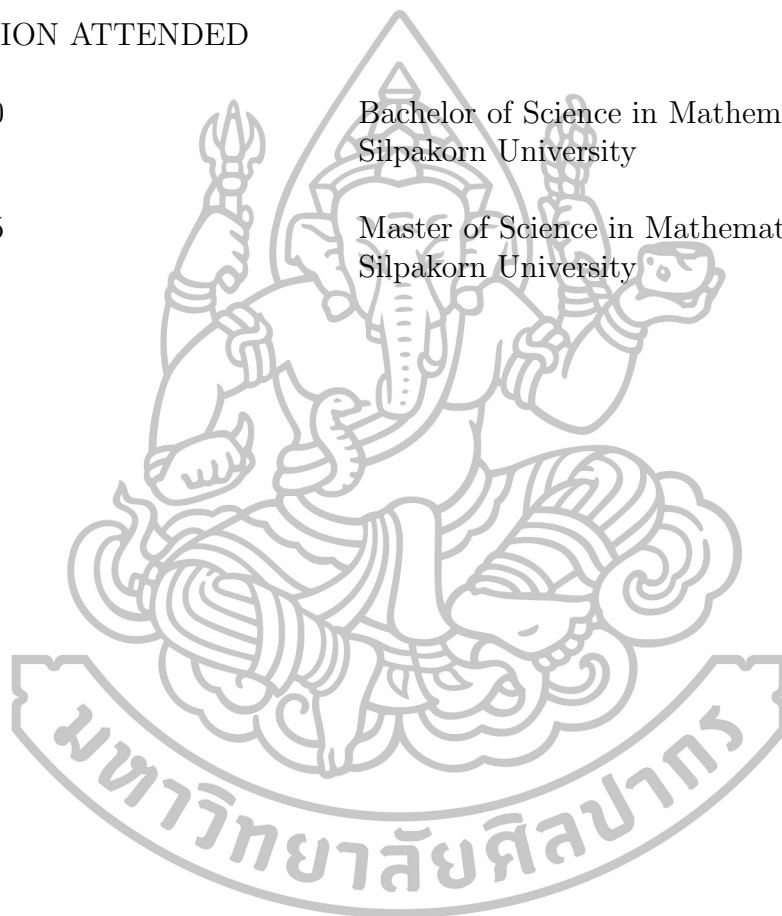 ION ATTENDED
0
Bachelor of Science in Mathem
Silpakorn University
Master of Science in Mathemat
Silpakorn University
มหาวิทยาลัยศิลปากร